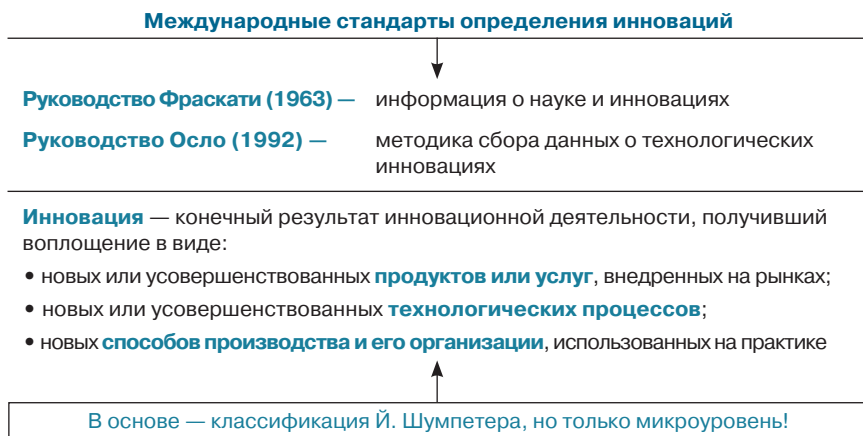 Международные стандарты определения инноваций
Руководство Фраскати (1963) — информация о науке и инновациях
Руководство Осло (1992) — методика сбора данных о технологических
инновациях
Инновация — конечный результат инновационной деятельности, получивший
воплощение в виде:
• новых или усовершенствованных продуктов или услуг, внедренных на рынках;
• новых или усовершенствованных технологических процессов;
• новых способов производства и его организации, использованных на практике
В основе — классификация Й. Шумпетера, но только микроуровень!